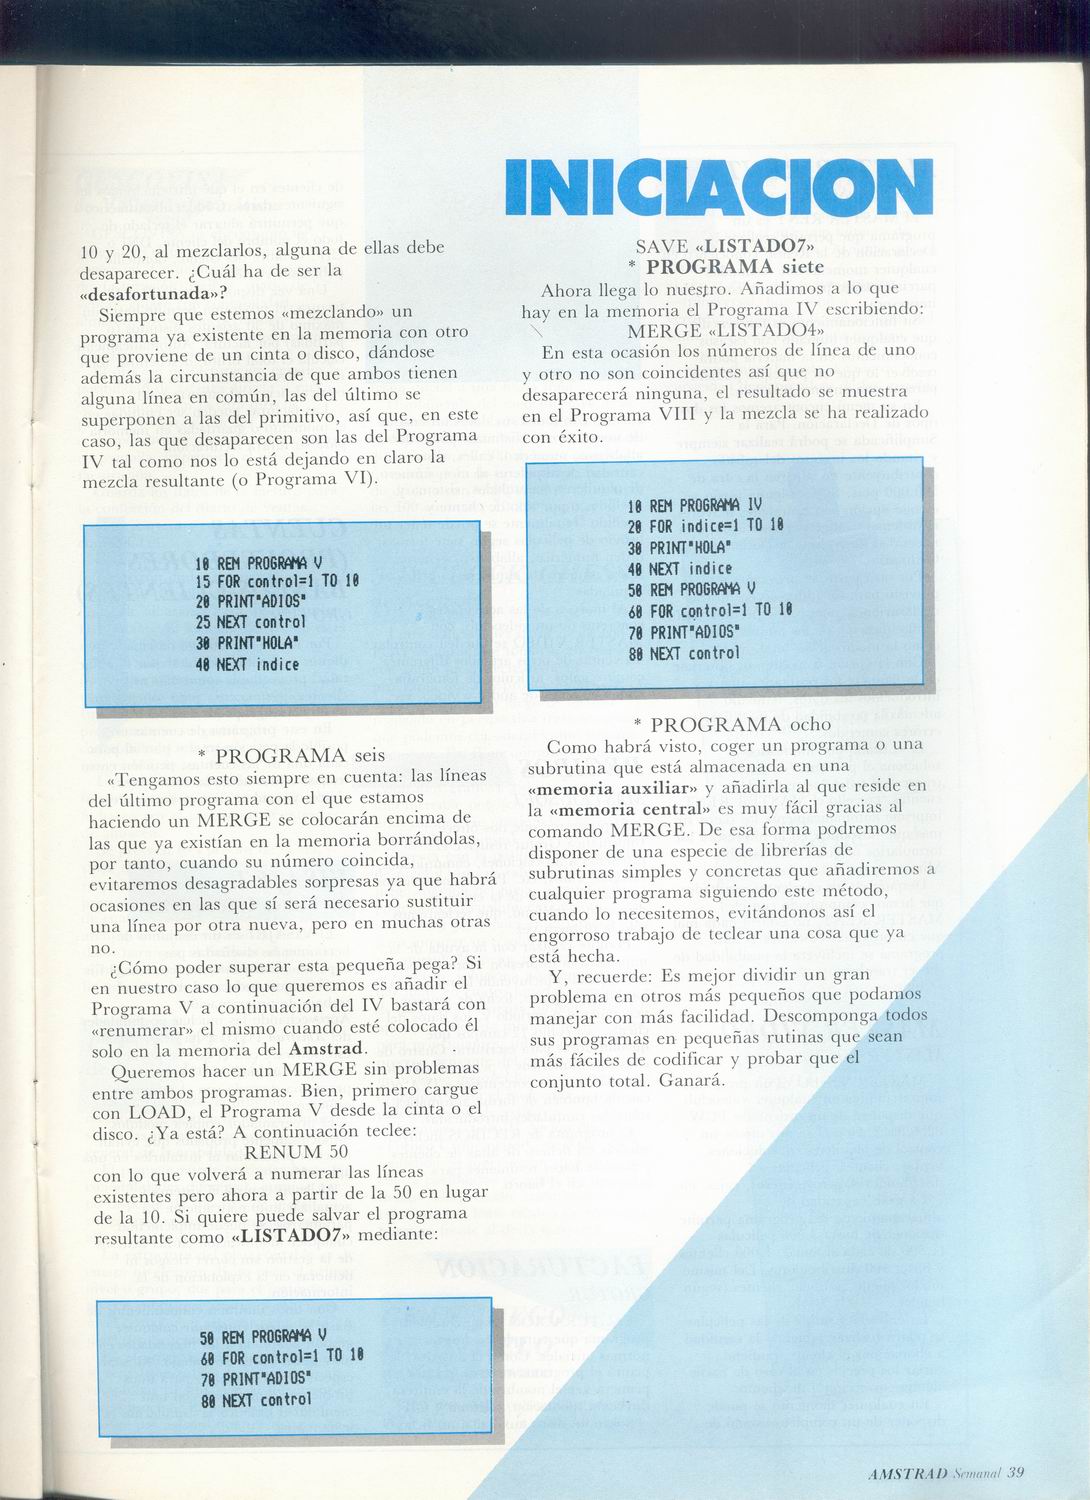 INICIACION
10 y 20, al mezclarlos, alguna de ellas debe
desaparecer. ¿Cuál ha de ser la
«desafortunada»?
Siempre que estemos «mezclando» un
programa ya existente en la memoria con otro
que proviene de un cinta o disco, dándose
además la circunstancia de que ambos tienen
alguna línea en común, las del último se
superponen a las del primitivo, así que, en este
caso, las que desaparecen son las del Programa
IV tal como nos lo está dejando en claro la
mezcla resultante (o Programa VI).
10 REM PROGRAMA V
15 FOR control=1 TO 10
20 PRINT"ADIOS"
25 NEXT control
30 PRINT"HOLA"
40 NEXT indice
* PROGRAMA seis
«Tengamos esto siempre en cuenta: las líneas
del último programa con el que estamos
haciendo un MERGE se colocarán encima de
las que ya existían en la memoria borrándolas,
por tanto, cuando su número coincida,
evitaremos desagradables sorpresas ya que habrá
ocasiones en las que sí será necesario sustituir
una línea por otra nueva, pero en muchas otras
no.
¿Cómo poder superar esta pequeña pega? Si
en nuestro caso lo que queremos es añadir el
Programa V a continuación del IV bastará con
«renumerar» el mismo cuando esté colocado él
solo en la memoria del Amstrad.
Queremos hacer un MERGE sin problemas
entre ambos programas. Bien, primero cargue
con LOAD, el Programa V desde la cinta o el
disco. ¿Ya está? A continuación teclee:
RENUM 50
con lo que volverá a numerar las líneas
existentes pero ahora a partir de la 50 en lugar
de la 10. Si quiere puede salvar el programa
resultante como «LISTADO7» mediante:
50 REM PROGRAMA V
60 FOR control=1 TO 10
70 PRINT"ADIOS"
80 NEXT control
SAVE «LISTADO7»
* PROGRAMA siete
Ahora llega lo nuestro. Añadimos a lo que
hay en la memoria el Programa IV escribiendo:
MERGE «LISTADO4»
En esta ocasión los números de línea de uno
y otro no son coincidentes así que no
desaparecerá ninguna, el resultado se muestra
en el Programa VIII y la mezcla se ha realizado
con éxito.
10 REM PROGRAMA IV
20 FOR indice=1 TO 10
30 PRINT"HOLA"
40 NEXT indice
50 REM PROGRAMA V
60 FOR control=1 TO 10
70 PRINT"ADIOS"
80 NEXT control
* PROGRAMA ocho
Como habrá visto, coger un programa o una
subrutina que está almacenada en una
«memoria auxiliar» y añadirla al que reside en
la «memoria central» es muy fácil gracias al
comando MERGE. De esa forma podremos
disponer de una especie de librerías de
subrutinas simples y concretas que añadiremos a
cualquier programa siguiendo este método,
cuando lo necesitemos, evitándonos así el
engorroso trabajo de teclear una cosa que ya
está hecha.
Y, recuerde: Es mejor dividir un gran
problema en otros más pequeños que podamos
manejar con más facilidad. Descomponga todos
sus programas en pequeñas rutinas que sean
más fáciles de codificar y probar que el
conjunto total. Ganará.
AMSTRAD Semanal 39